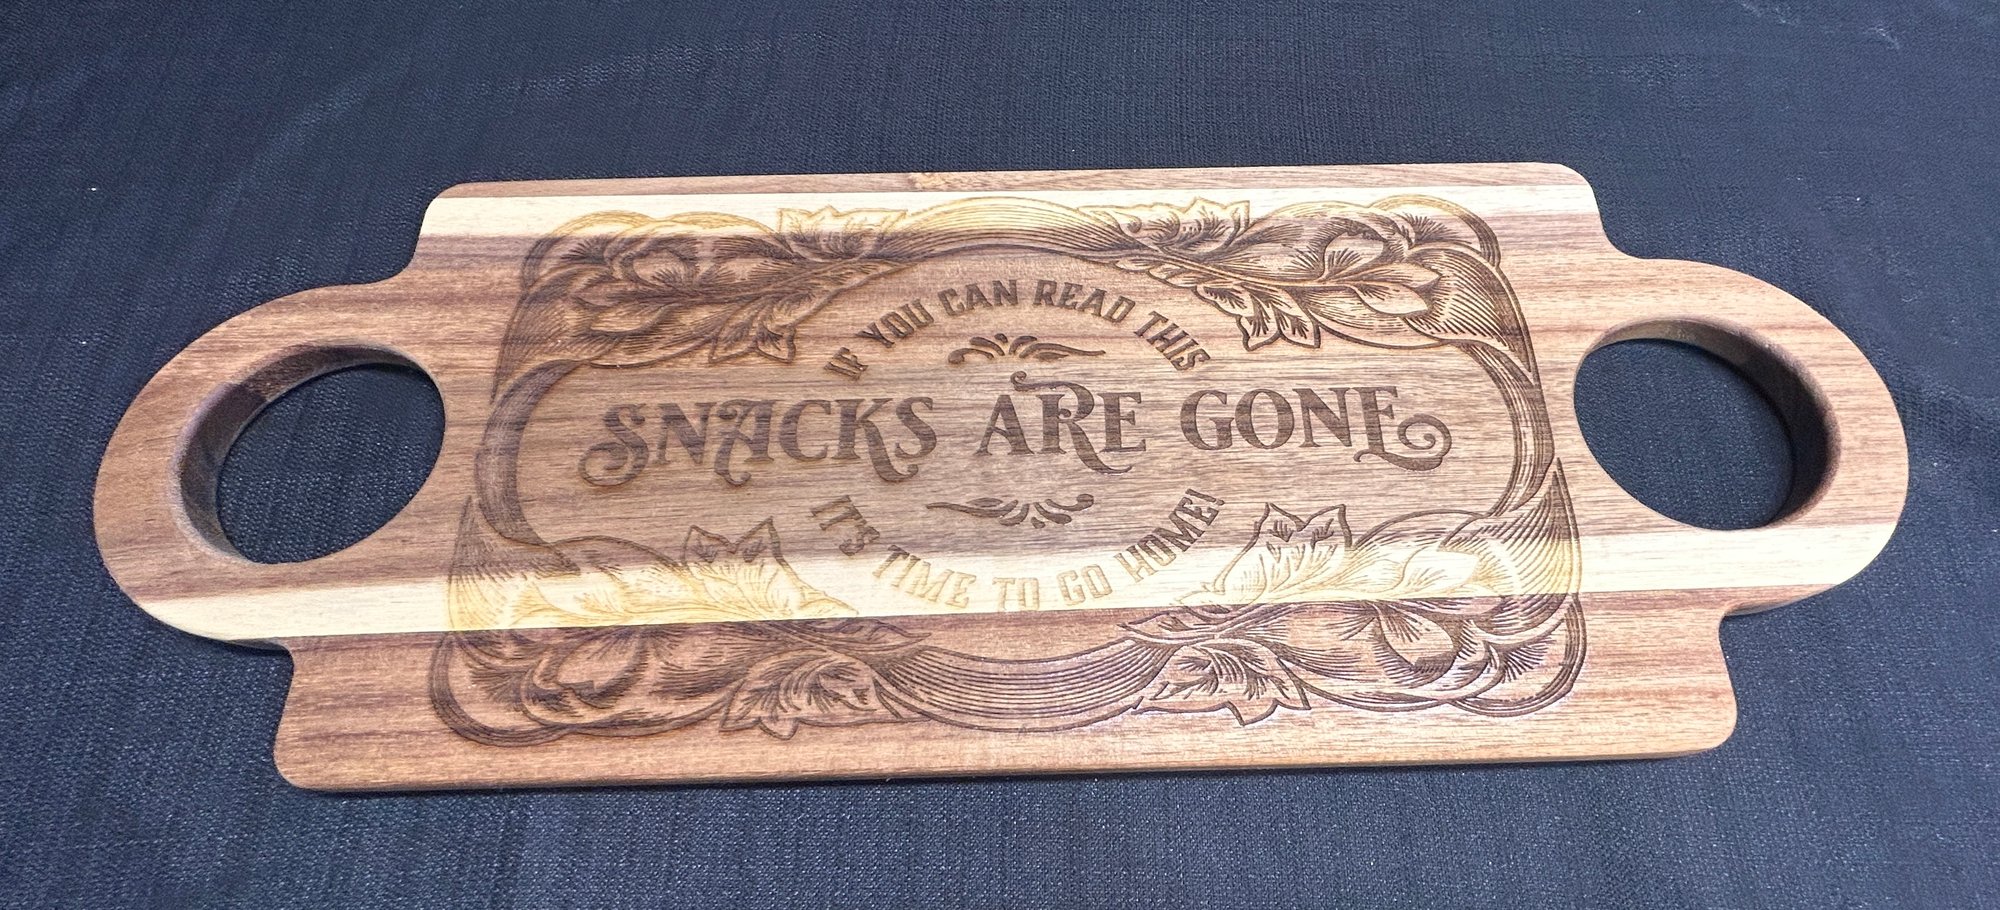 IF YOU CAN READ THIS
SNACKS ARE GONE
IT'S TIME TO GO HOME!